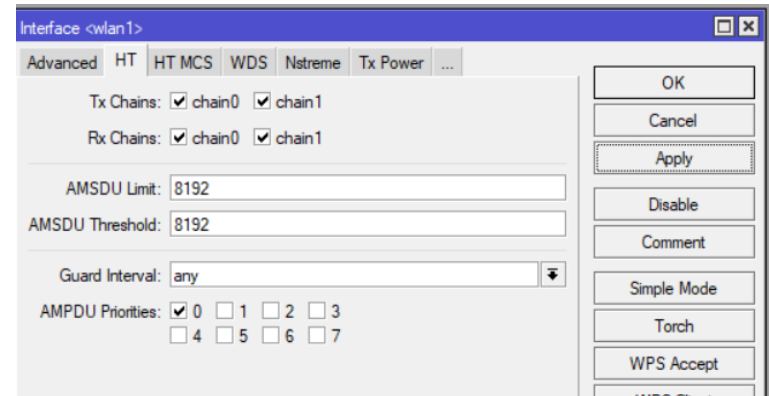 Interface <wlan1>
Advanced HT HT MCS WDS Nstreme Tx Power ...
Tx Chains: chain0 chain1
Rx Chains: chain0 chain1
AMSDU Limit: 8192
AMSDU Threshold: 8192
Guard Interval: any
AMPDU Priorities: 0 1 2 3
4 5 6 7
OK
Cancel
Apply
Disable
Comment
Simple Mode
Torch
WPS Accept